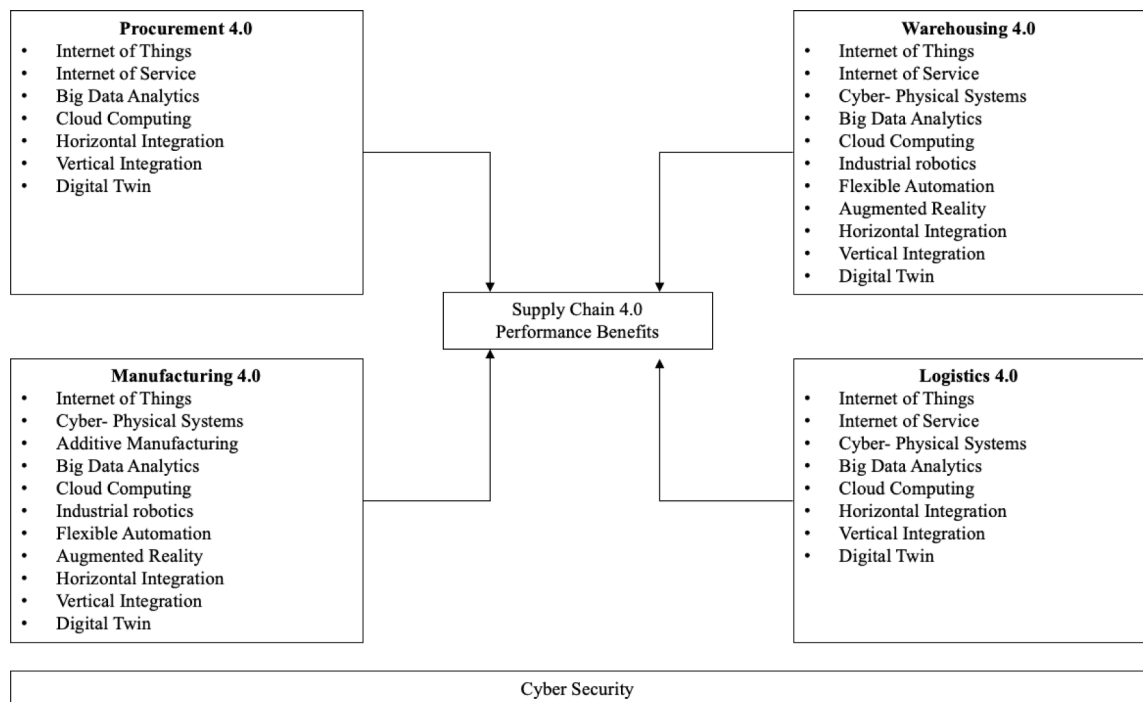 Procurement 4.0
• Internet of Things
• Internet of Service
• Big Data Analytics
• Cloud Computing
• Horizontal Integration
• Vertical Integration
• Digital Twin
Warehousing 4.0
• Internet of Things
• Internet of Service
• Cyber- Physical Systems
• Big Data Analytics
• Cloud Computing
• Industrial robotics
• Flexible Automation
• Augmented Reality
• Horizontal Integration
• Vertical Integration
• Digital Twin
Supply Chain 4.0
Performance Benefits
Manufacturing 4.0
• Internet of Things
• Cyber- Physical Systems
• Additive Manufacturing
• Big Data Analytics
• Cloud Computing
• Industrial robotics
• Flexible Automation
• Augmented Reality
• Horizontal Integration
• Vertical Integration
• Digital Twin
Logistics 4.0
• Internet of Things
• Internet of Service
• Cyber- Physical Systems
• Big Data Analytics
• Cloud Computing
• Horizontal Integration
• Vertical Integration
• Digital Twin
Cyber Security